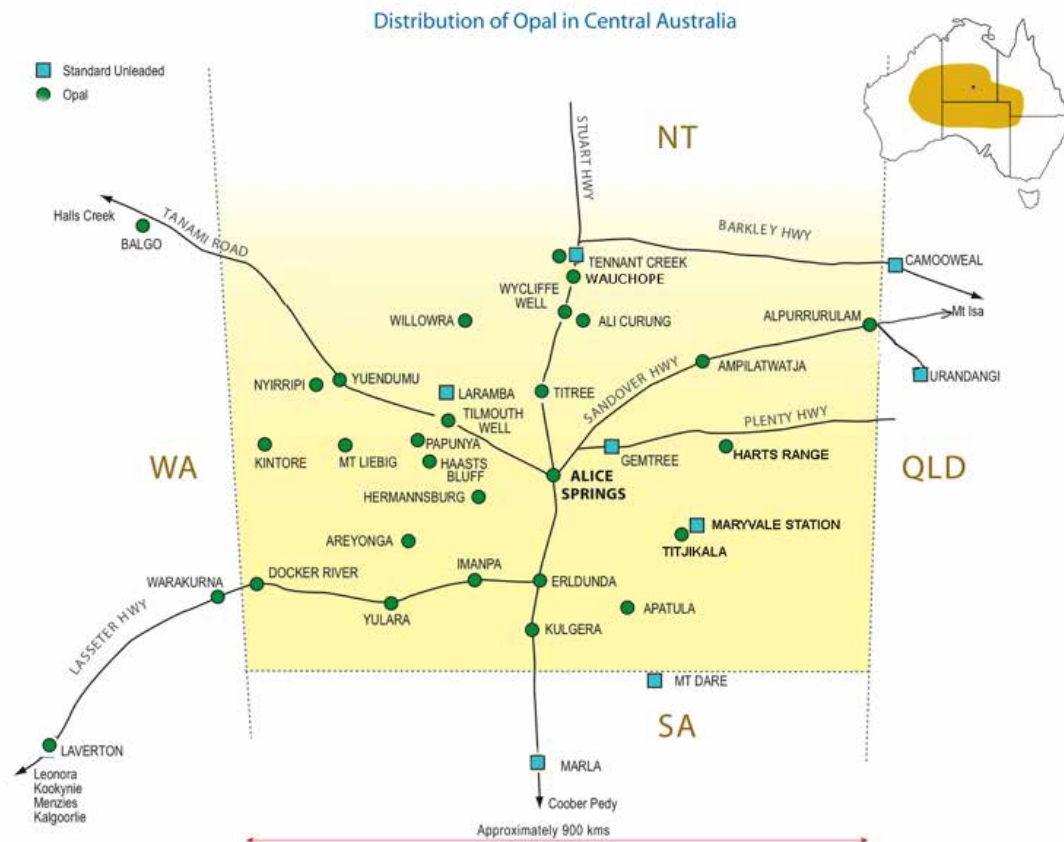 Distribution of Opal in Central Australia
Standard Unleaded
Opal
NT
STUART HWY
Halls Creek
BALGO
TANAMI ROAD
BARKLEY HWY
TENNANT CREEK
CAMOOWEAL
WAUCHOPE
WYCLIFFE
WELL
WILLOWRA
ALI CURUNG
ALPURRURULAM
Mt Isa
NYIRRIPI
YUENDUMU
SANDOVER HWY
AMPILATWATJA
URANDANGI
LARAMBA
TITREE
TILMOUTH
WELL
PLENTY HWY
WA
KINTORE
MT LIEBIG
PAPUNYA
HAASTS
BLUFF
GEMTREE
HARTS RANGE
QLD
ALICE
SPRINGS
HERMANNSBURG
MARYVALE STATION
AREYONGA
TITJIKALA
WARAKURNA
DOCKER RIVER
IMANPA
ERLDUNDA
YULARA
APATULA
LASSETER HWY
KULGERA
MT DARE
SA
LAVERTON
MARLA
Leonora
Kookynie
Menzies
Kalgoorlie
Coober Pedy
Approximately 900 kms